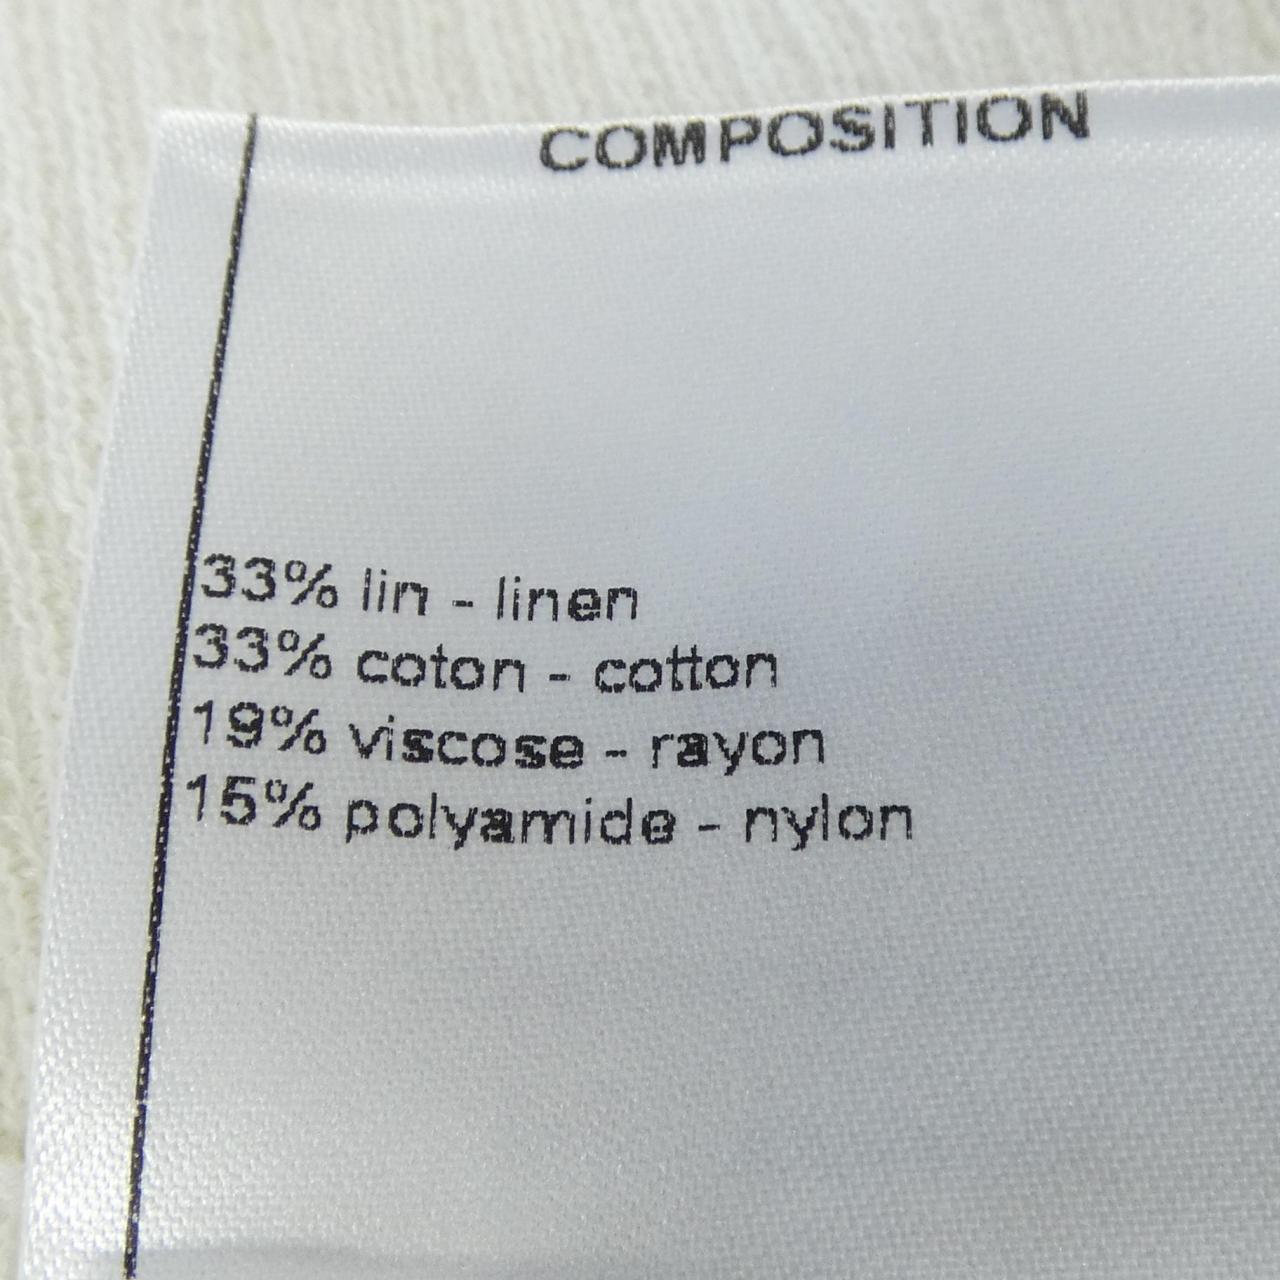 COMPOSITION
33% lin - linen
33% coton - cotton
19% viscose - rayon
15% polyamide - nylon